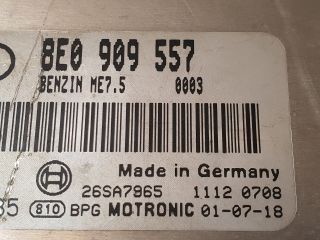 8E0 909 557
BENZIN ME7.5 0003
Made in Germany
26SA7965 1112 0708
35 810 BPG MOTRONIC 01-07-18